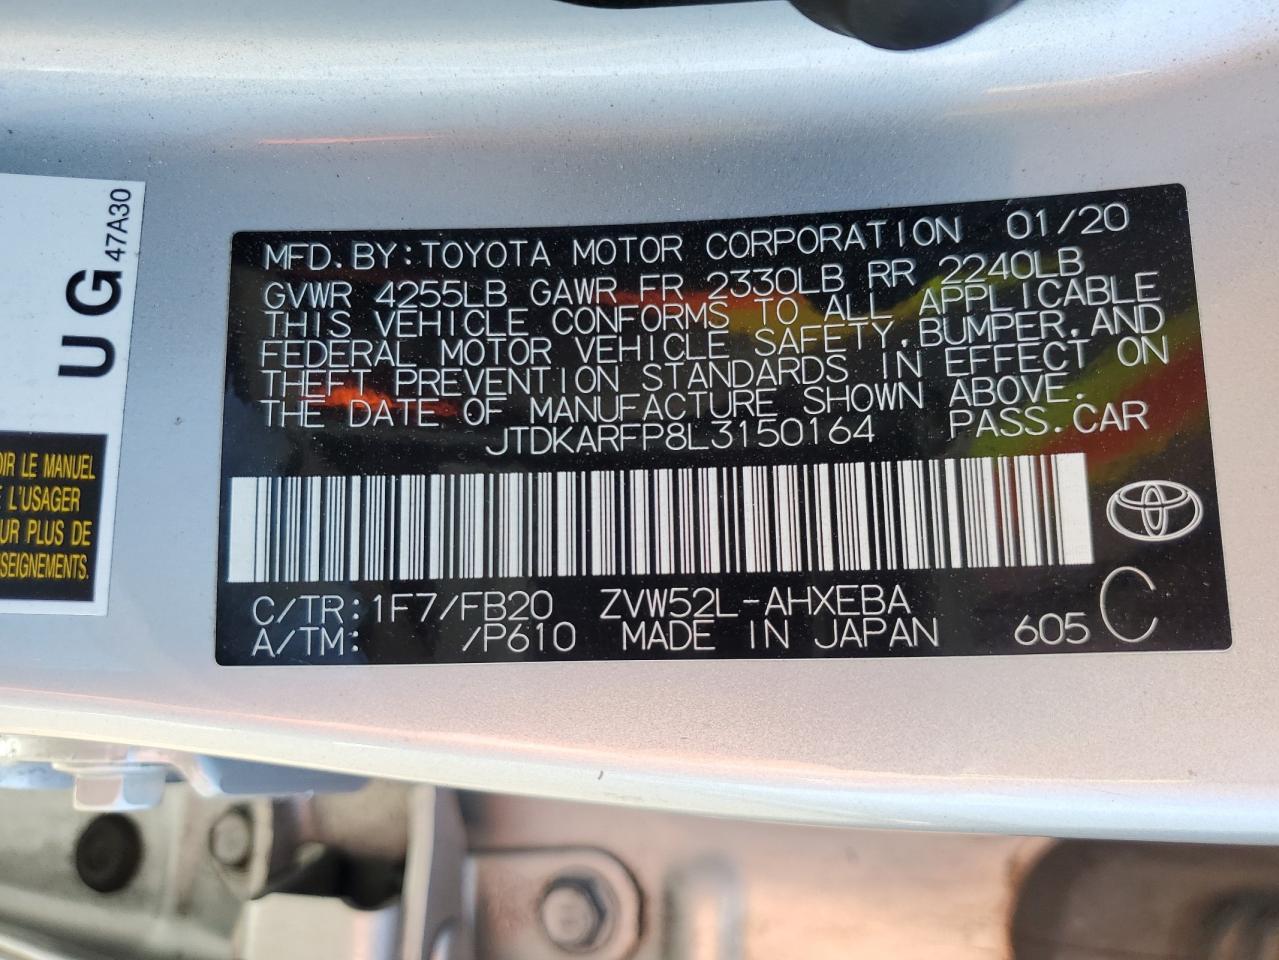 MFD.BY:TOYOTA MOTOR CORPORATION 01/20
GVWR 4255LB GAWR FR 2330LB RR 2240LB
THIS VEHICLE CONFORMS TO ALL APPLICABLE
FEDERAL MOTOR VEHICLE SAFETY,BUMPER,AND
THEFT PREVENTION STANDARDS IN EFFECT ON
THE DATE OF MANUFACTURE SHOWN ABOVE.
JTDKARFP8L3150164 PASS.CAR
C/TR:1F7/FB20 ZVW52L-AHXEBA
A/TM: /P610 MADE IN JAPAN 605 C
UG
47A30
OIR LE MANUEL
E L'USAGER
UR PLUS DE
SEIGNEMENTS.